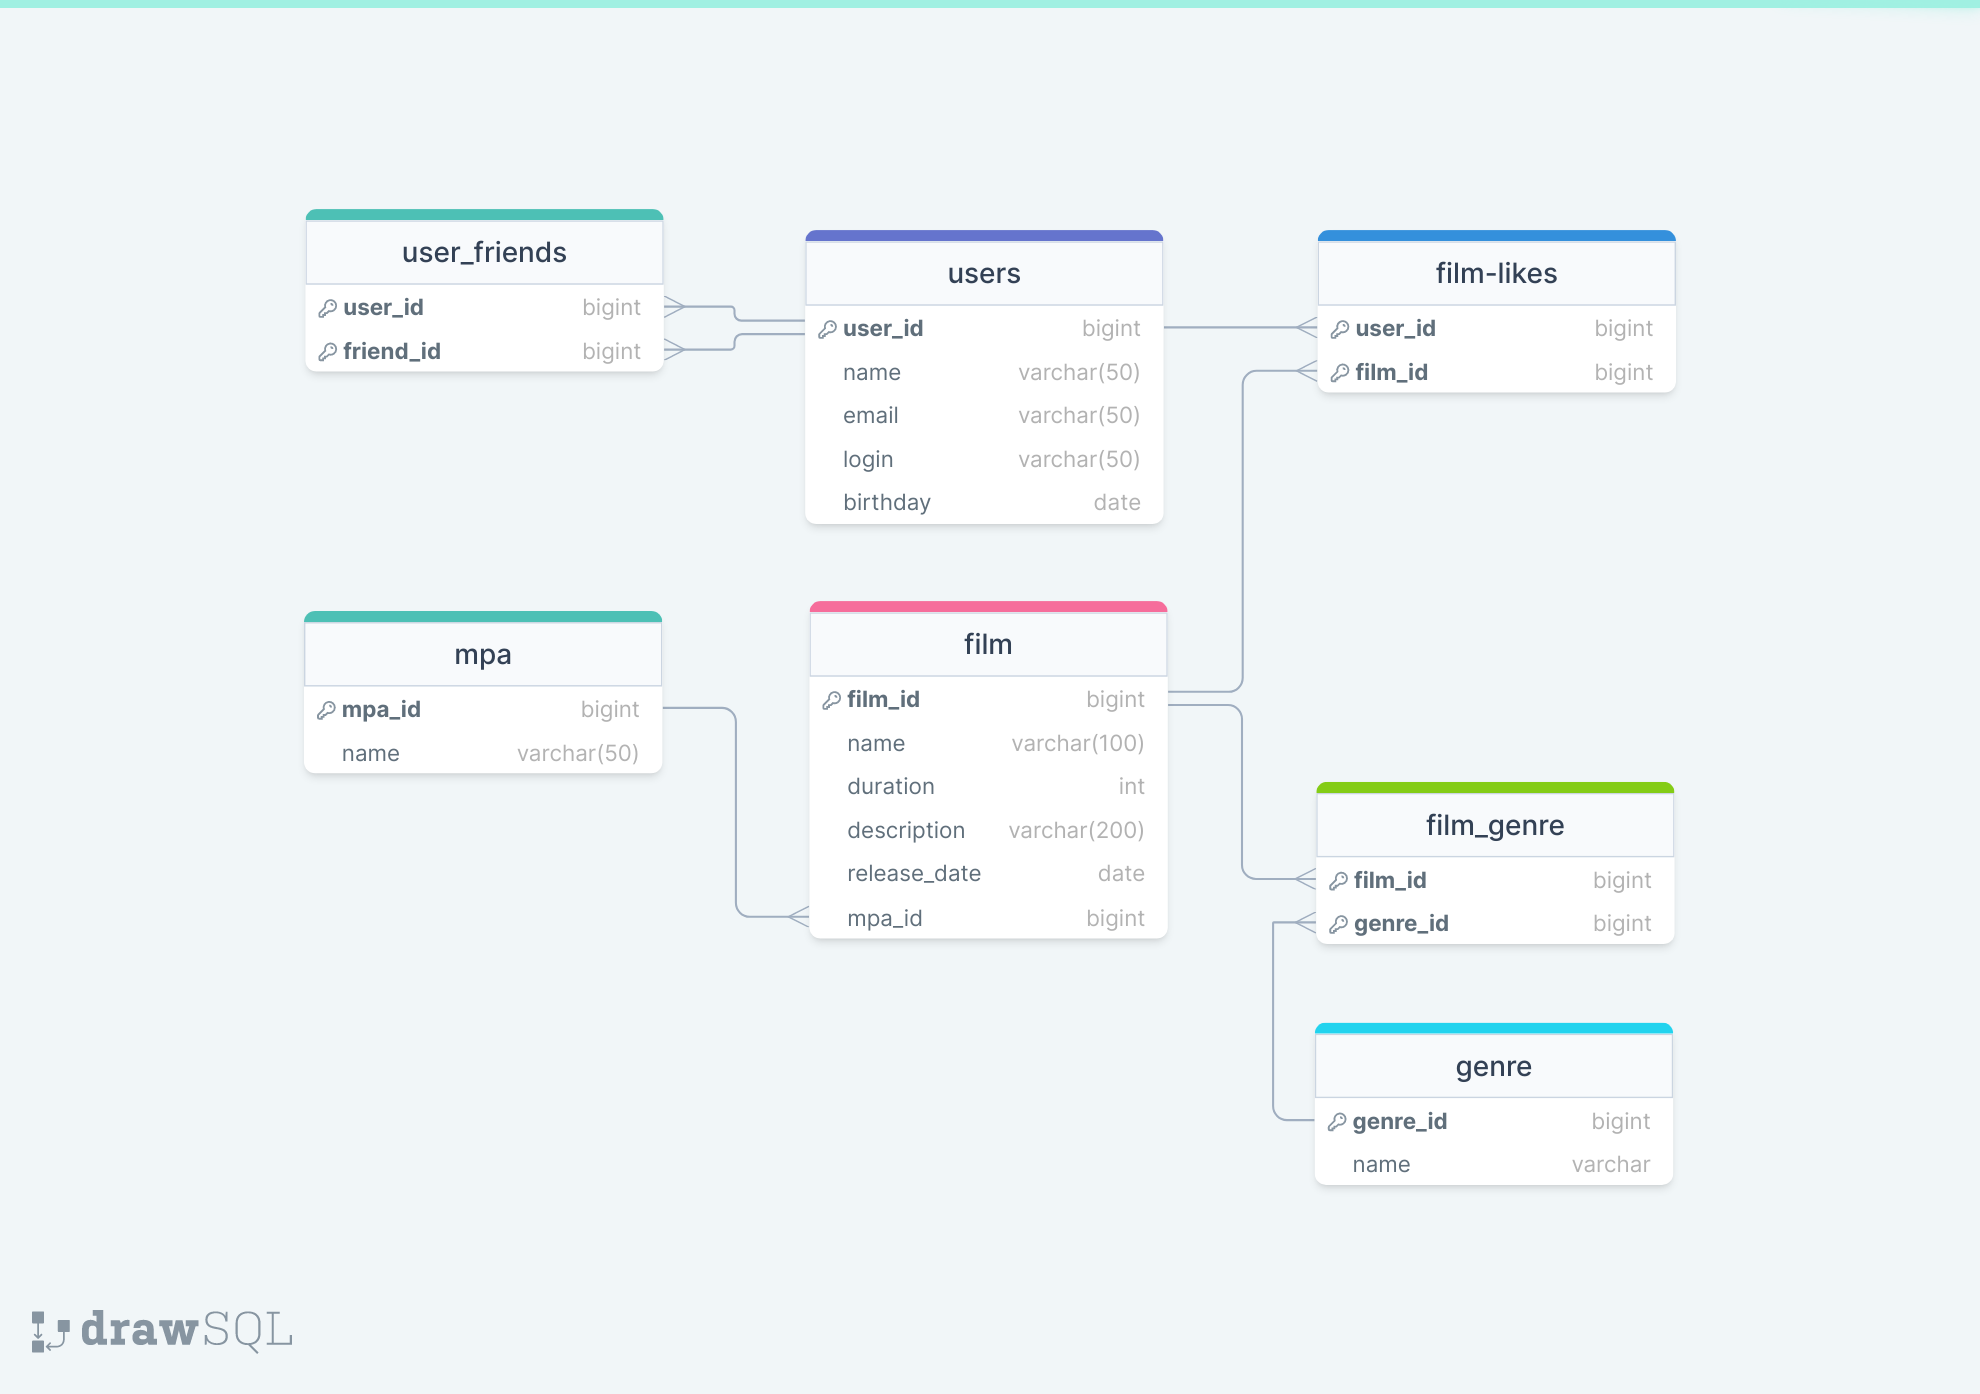 user_friends
user_id bigint
friend_id bigint
users
user_id bigint
name varchar(50)
email varchar(50)
login varchar(50)
birthday date
film-likes
user_id bigint
film_id bigint
mpa
mpa_id bigint
name varchar(50)
film
film_id bigint
name varchar(100)
duration int
description varchar(200)
release_date date
mpa_id bigint
film_genre
film_id bigint
genre_id bigint
genre
genre_id bigint
name varchar
drawSQL